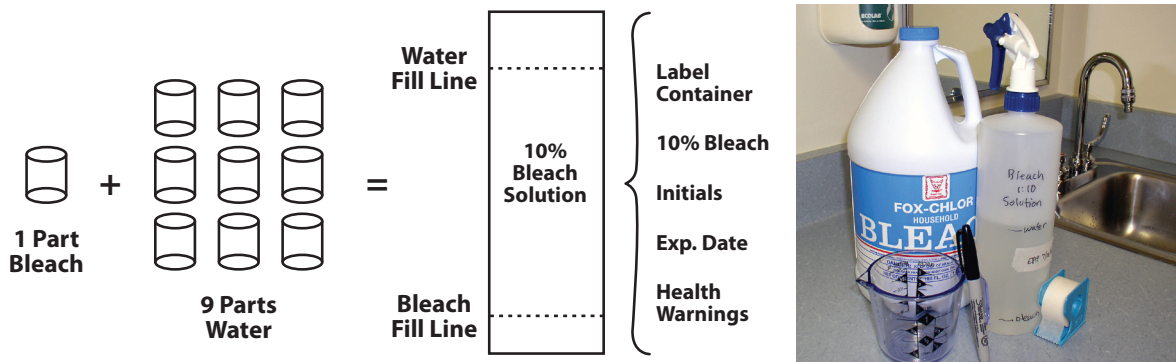 1 Part
Bleach
+
9 Parts
Water
=
Water
Fill Line
10%
Bleach
Solution
Bleach
Fill Line
Label
Container
10% Bleach
Initials
Exp. Date
Health
Warnings
ECOLAB
FOX-CHLOR
HOUSEHOLD
BLEAC
Bleach
1:10
Solution
water
bleach